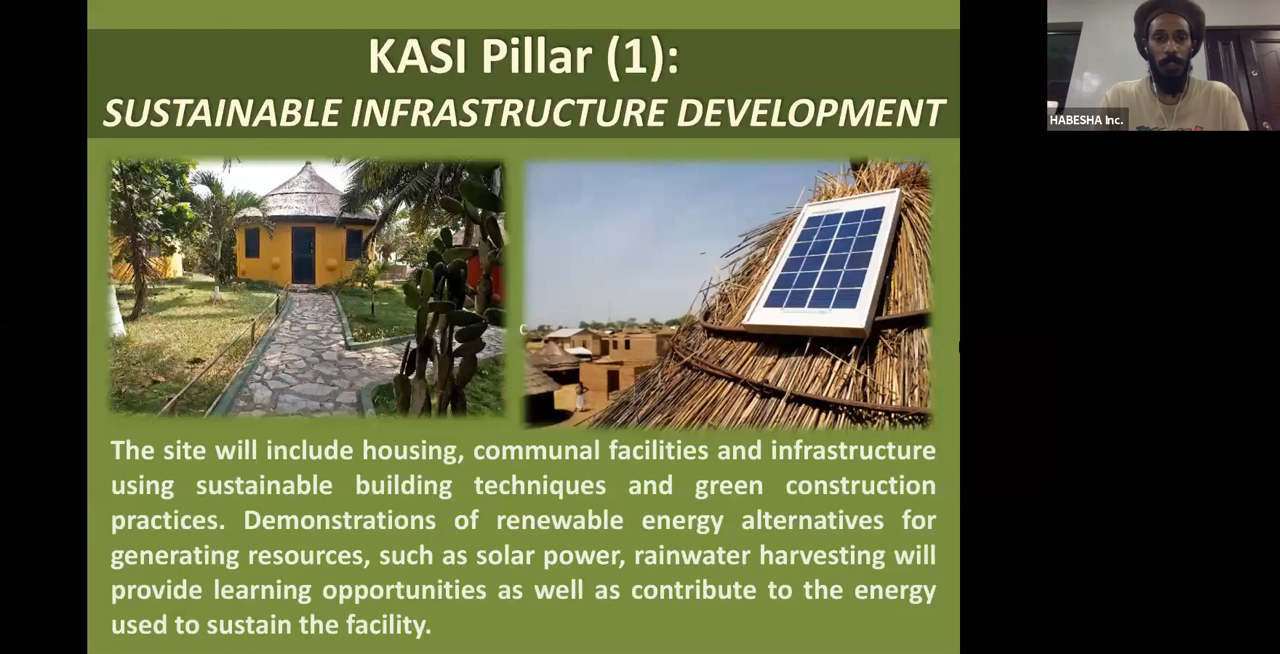 KASI Pillar (1):
SUSTAINABLE INFRASTRUCTURE DEVELOPMENT
HABESHA Inc.
The site will include housing, communal facilities and infrastructure
using sustainable building techniques and green construction
practices. Demonstrations of renewable energy alternatives for
generating resources, such as solar power, rainwater harvesting will
provide learning opportunities as well as contribute to the energy
used to sustain the facility.